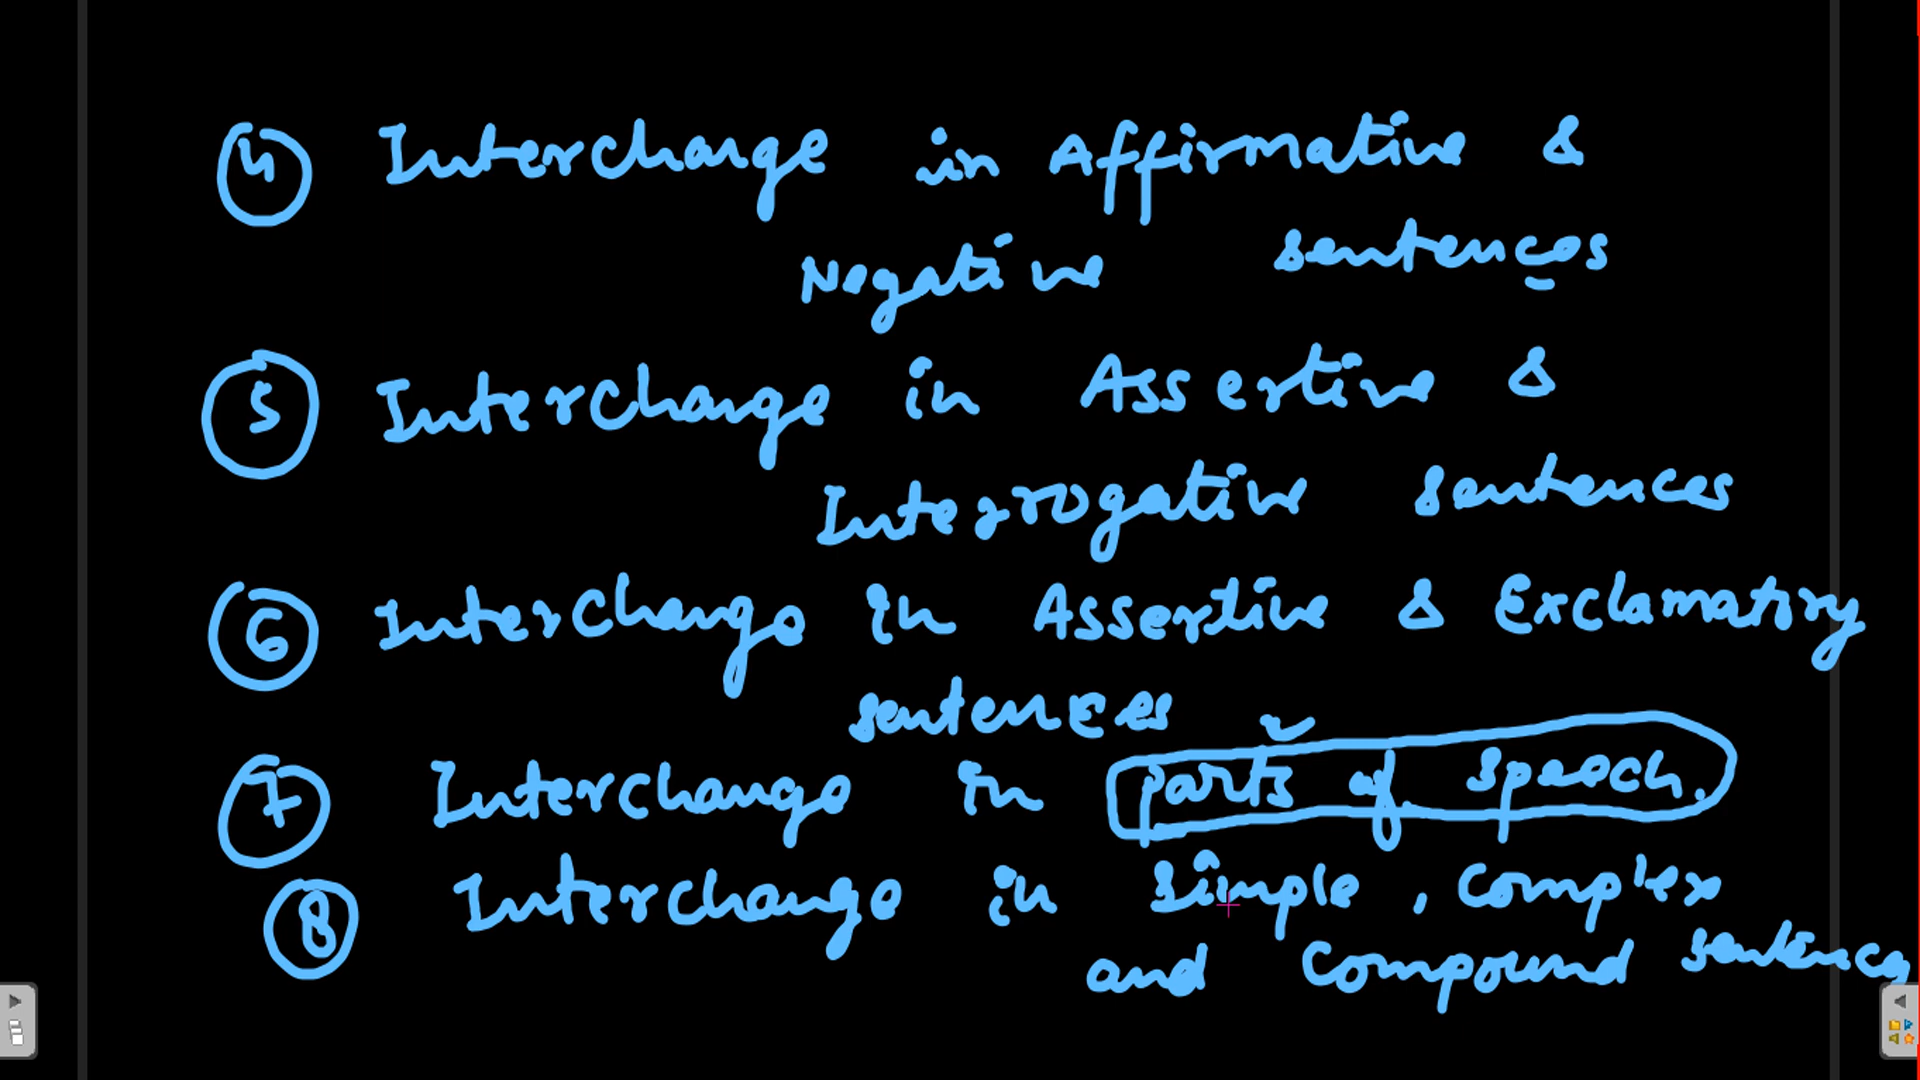 4 Interchange in Affirmative &
Negative sentences
5 Interchange in Assertive &
Interrogative sentences
6 Interchange in Assertive & Exclamatory
sentences
7 Interchange in parts of speech.
8 Interchange in Simple, Complex
and Compound sentences